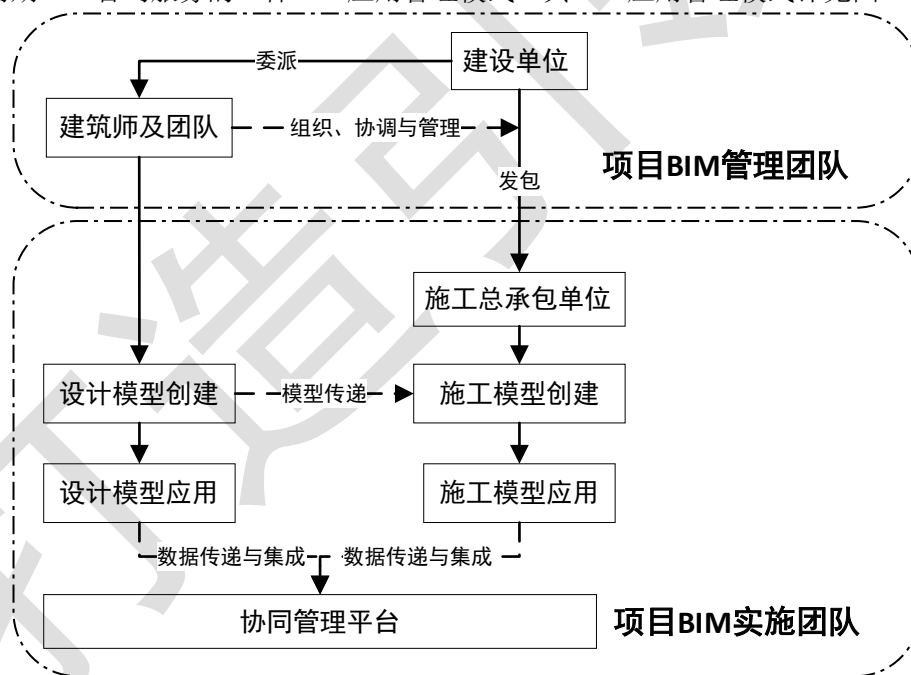 建设单位
委派
建筑师及团队
组织、协调与管理
项目BIM管理团队
发包
施工总承包单位
设计模型创建
模型传递
施工模型创建
设计模型应用
施工模型应用
数据传递与集成
数据传递与集成
协同管理平台
项目BIM实施团队